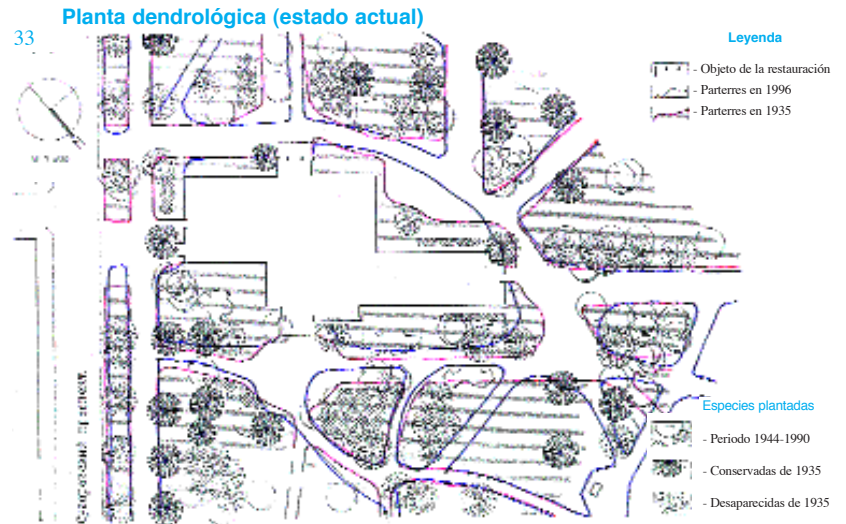 Planta dendrológica (estado actual)
33
Leyenda
- Objeto de la restauración
- Parterres en 1996
- Parterres en 1935
Especies plantadas
- Periodo 1944-1990
- Conservadas de 1935
- Desaparecidas de 1935